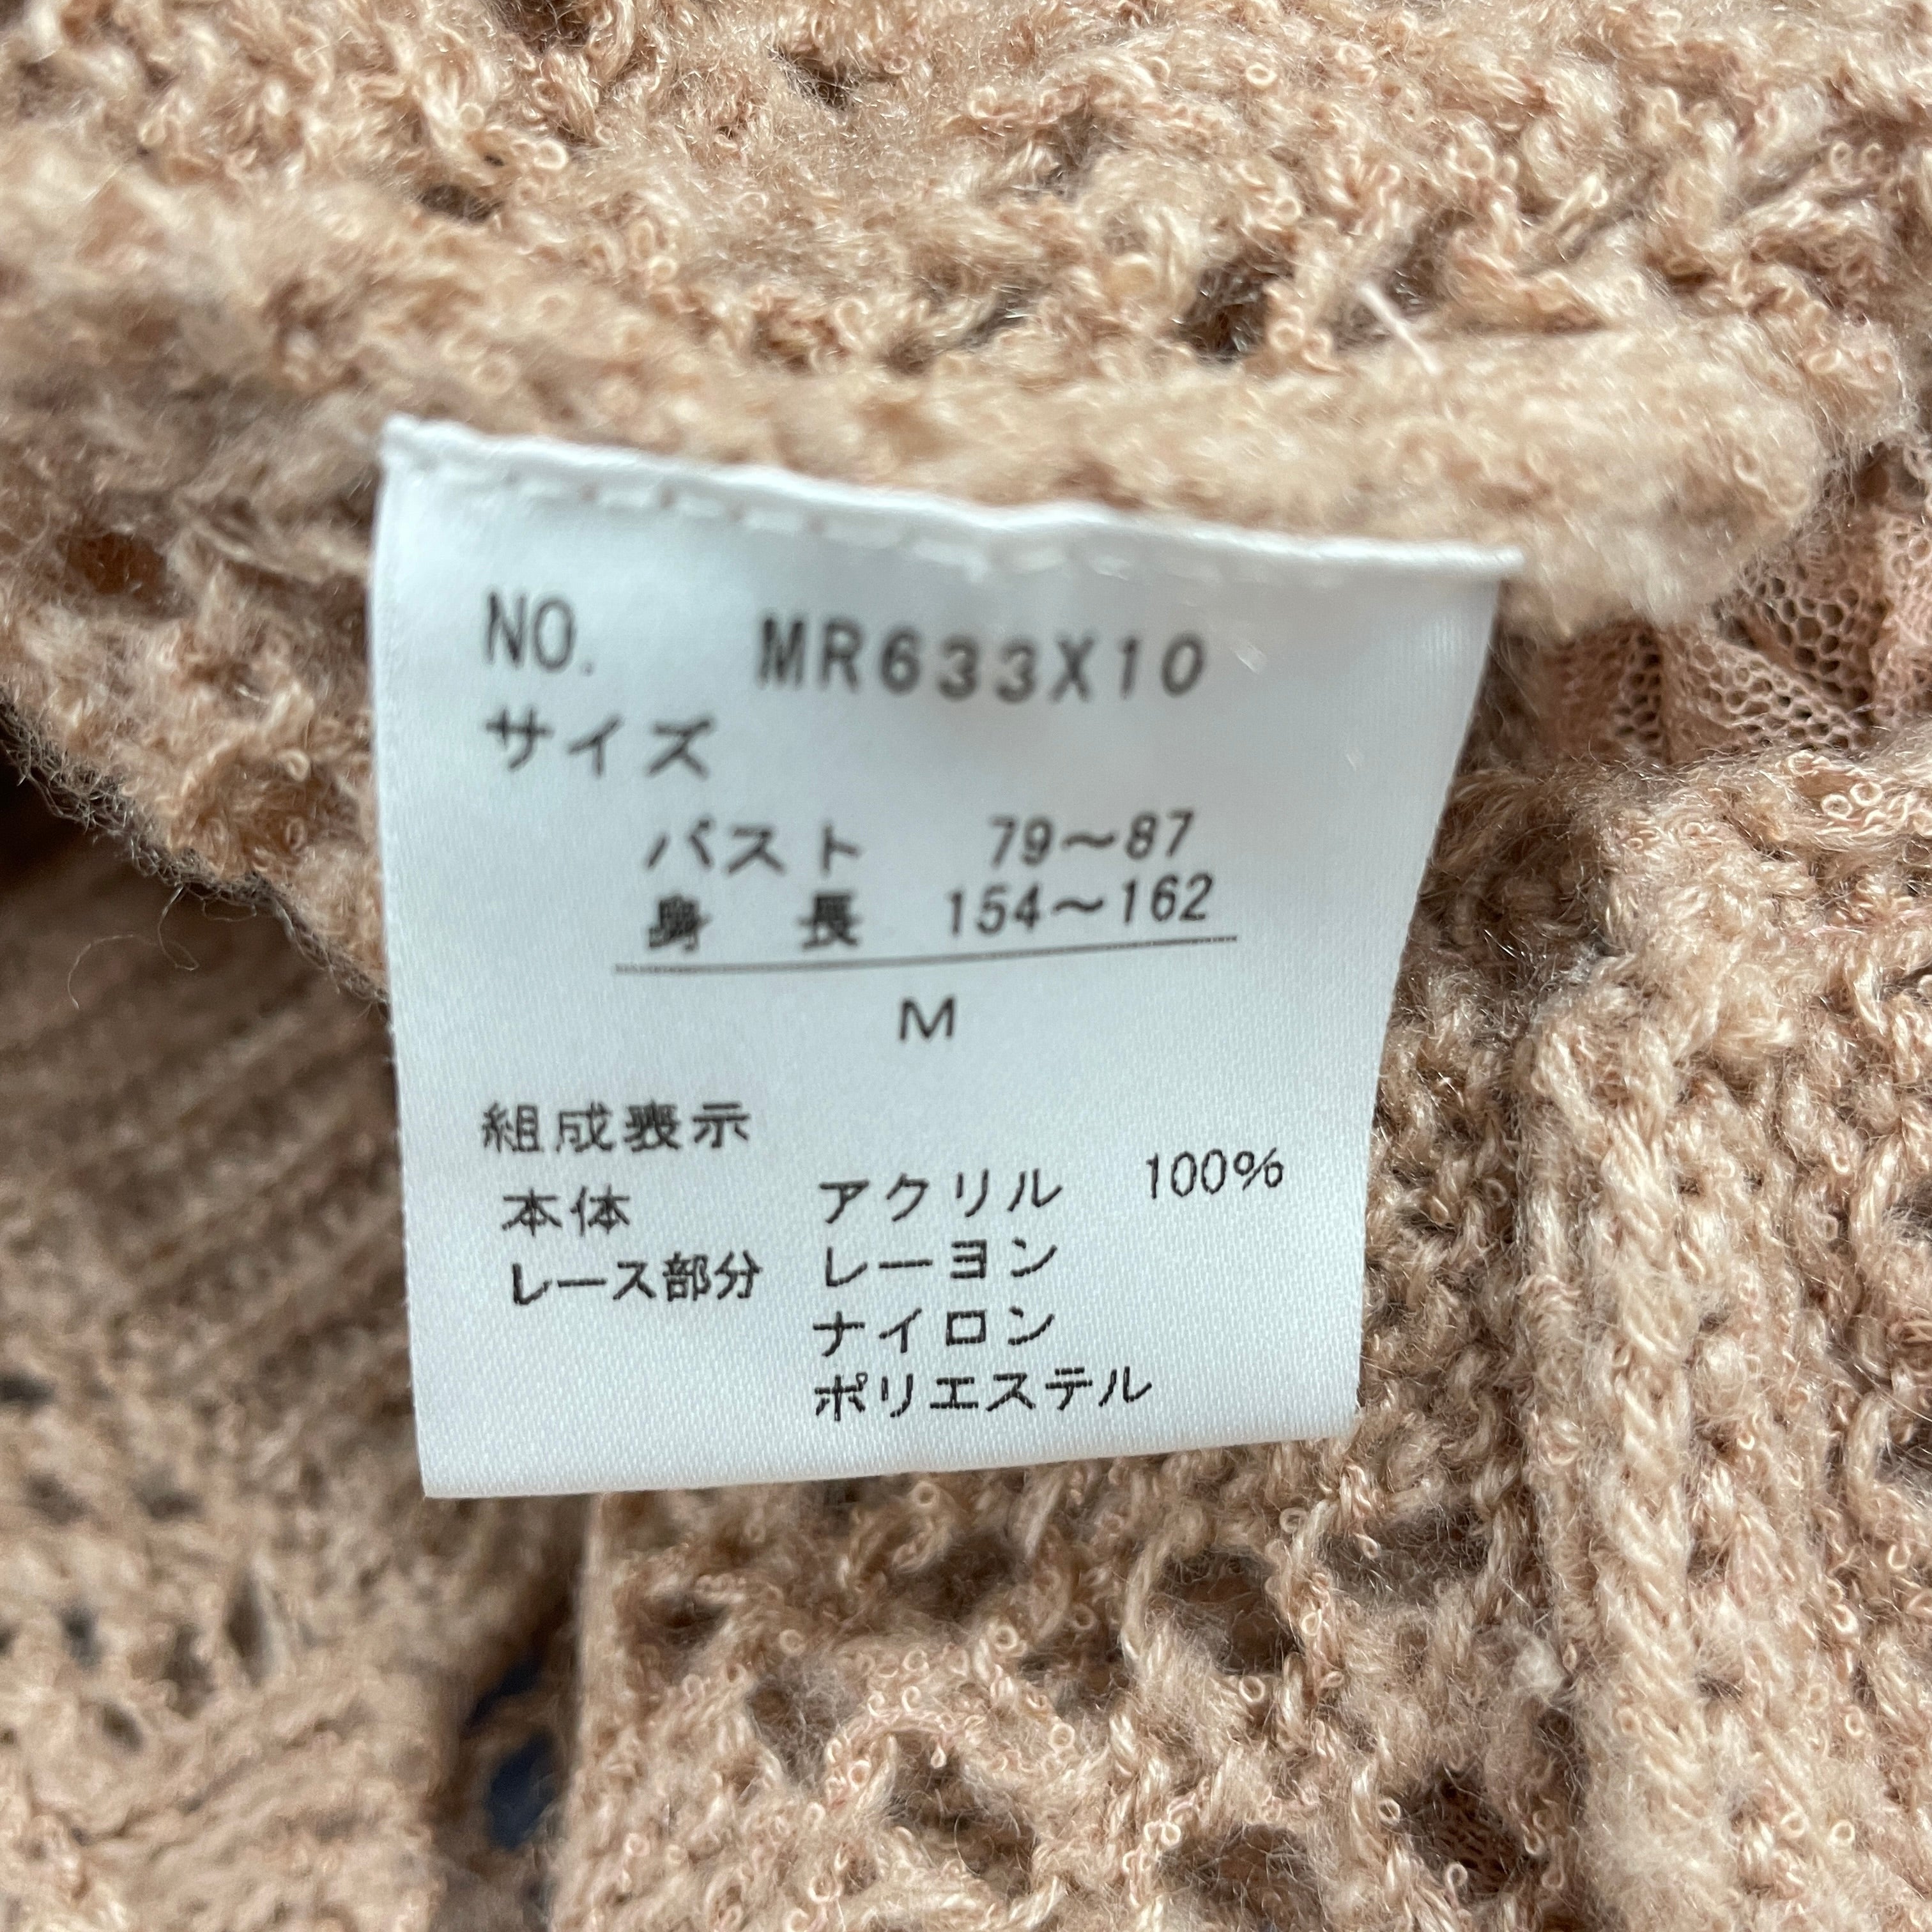 NO. MR633X10
サイズ
バスト 79〜87
身長 154〜162
M
組成表示
本体 アクリル 100%
レース部分 レーヨン
ナイロン
ポリエステル